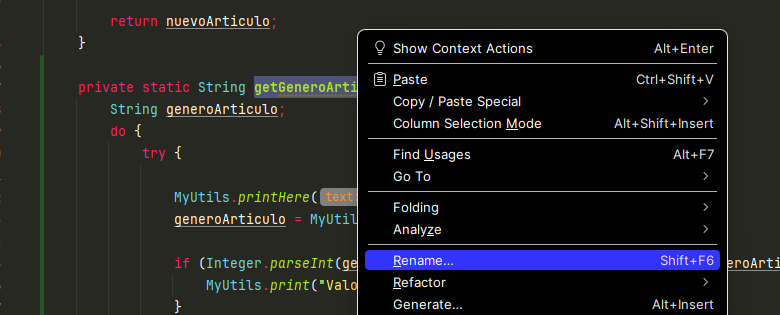 return nuevoArticulo;
}
private static String getGeneroArti
String generoArticulo;
do {
try {
MyUtils.printHere( text:
generoArticulo = MyUtil
if (Integer.parseInt(ge
neroArti
MyUtils.print("Valo
}
Show Context Actions Alt+Enter
Paste Ctrl+Shift+V
Copy / Paste Special
Column Selection Mode Alt+Shift+Insert
Find Usages Alt+F7
Go To
Folding
Analyze
Rename... Shift+F6
Refactor
Generate... Alt+Insert